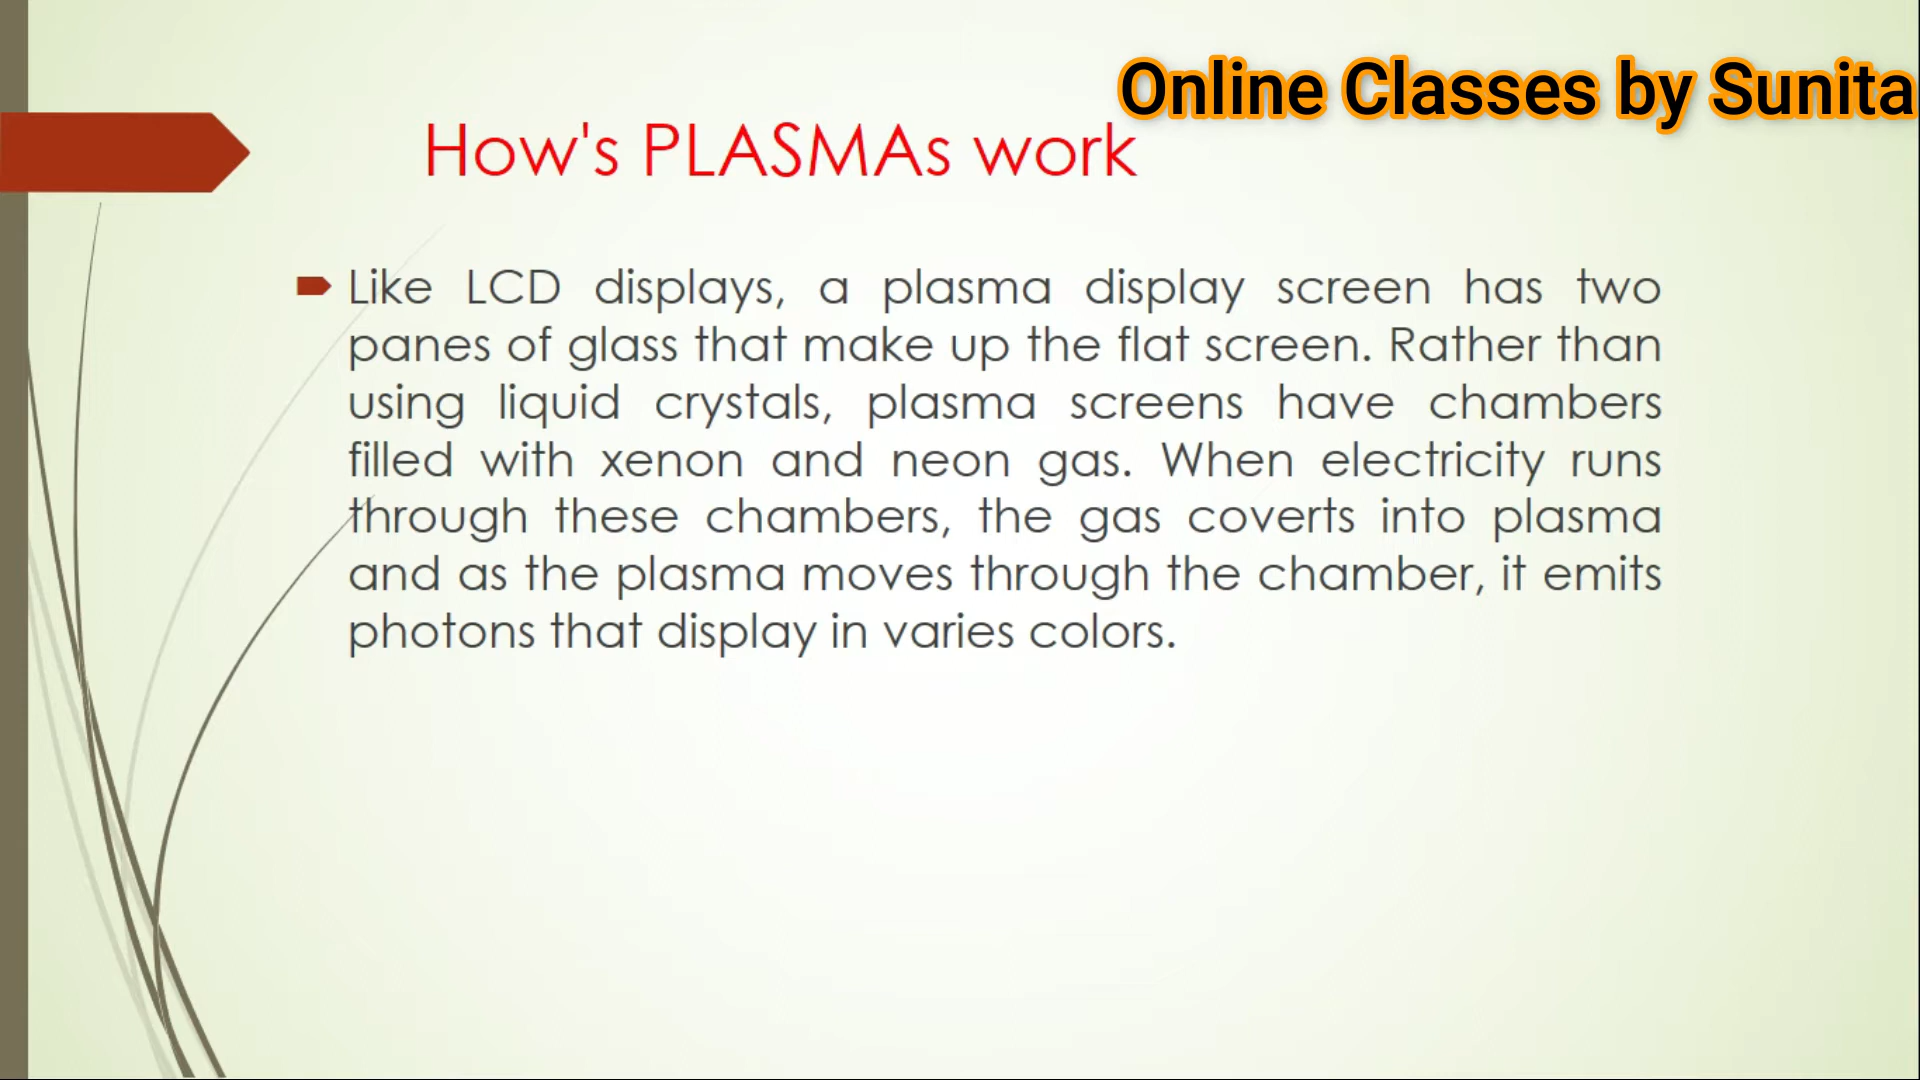 Online Classes by Sunita
How's PLASMAs work
Like LCD displays, a plasma display screen has two
panes of glass that make up the flat screen. Rather than
using liquid crystals, plasma screens have chambers
filled with xenon and neon gas. When electricity runs
through these chambers, the gas coverts into plasma
and as the plasma moves through the chamber, it emits
photons that display in varies colors.